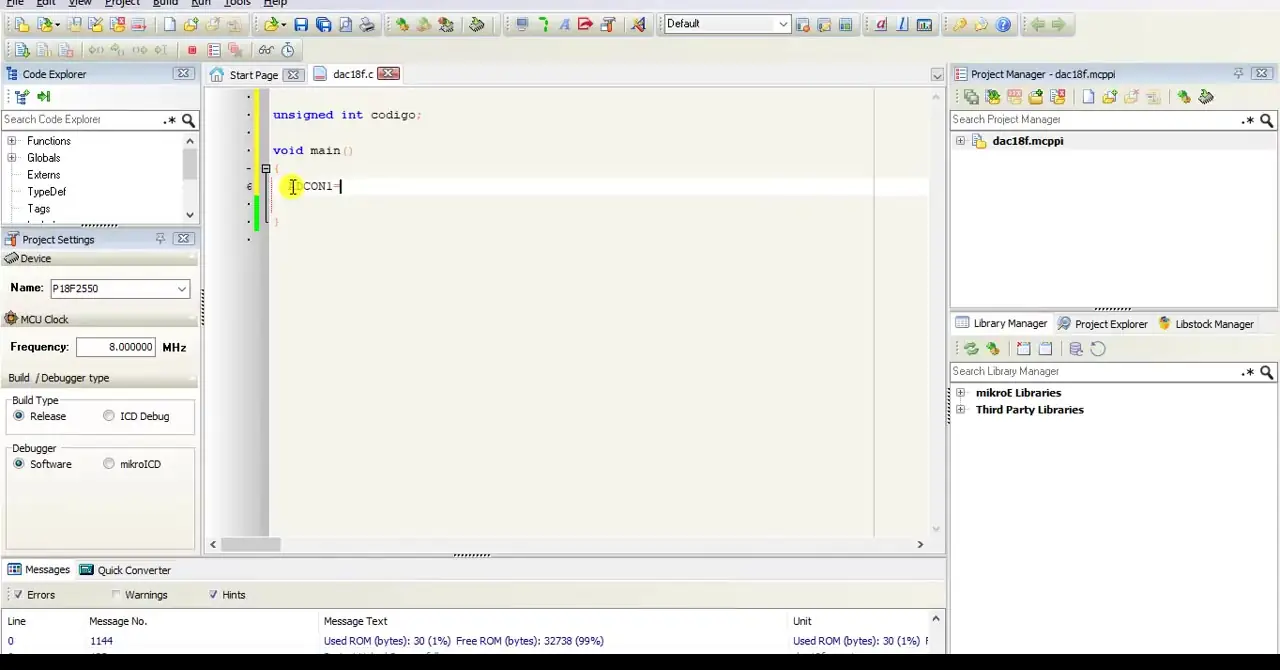 File Edit View Project Build Run Tools Help
Default
Code Explorer
Start Page
dac18f.c
Project Manager - dac18f.mcppi
Search Code Explorer
.*
Search Project Manager
.*
Functions
Globals
Externs
TypeDef
Tags
unsigned int codigo;
void main()
{
6
ADCON1=
}
dac18f.mcppi
Project Settings
Device
Name: P18F2550
MCU Clock
Frequency: 8.000000 MHz
Build / Debugger type
Build Type
Release
ICD Debug
Debugger
Software
mikroICD
Library Manager
Project Explorer
Libstock Manager
Search Library Manager
.*
mikroE Libraries
Third Party Libraries
Messages
Quick Converter
Errors
Warnings
Hints
Line Message No. Message Text Unit
0 1144 Used ROM (bytes): 30 (1%) Free ROM (bytes): 32738 (99%) Used ROM (bytes): 30 (1%) F